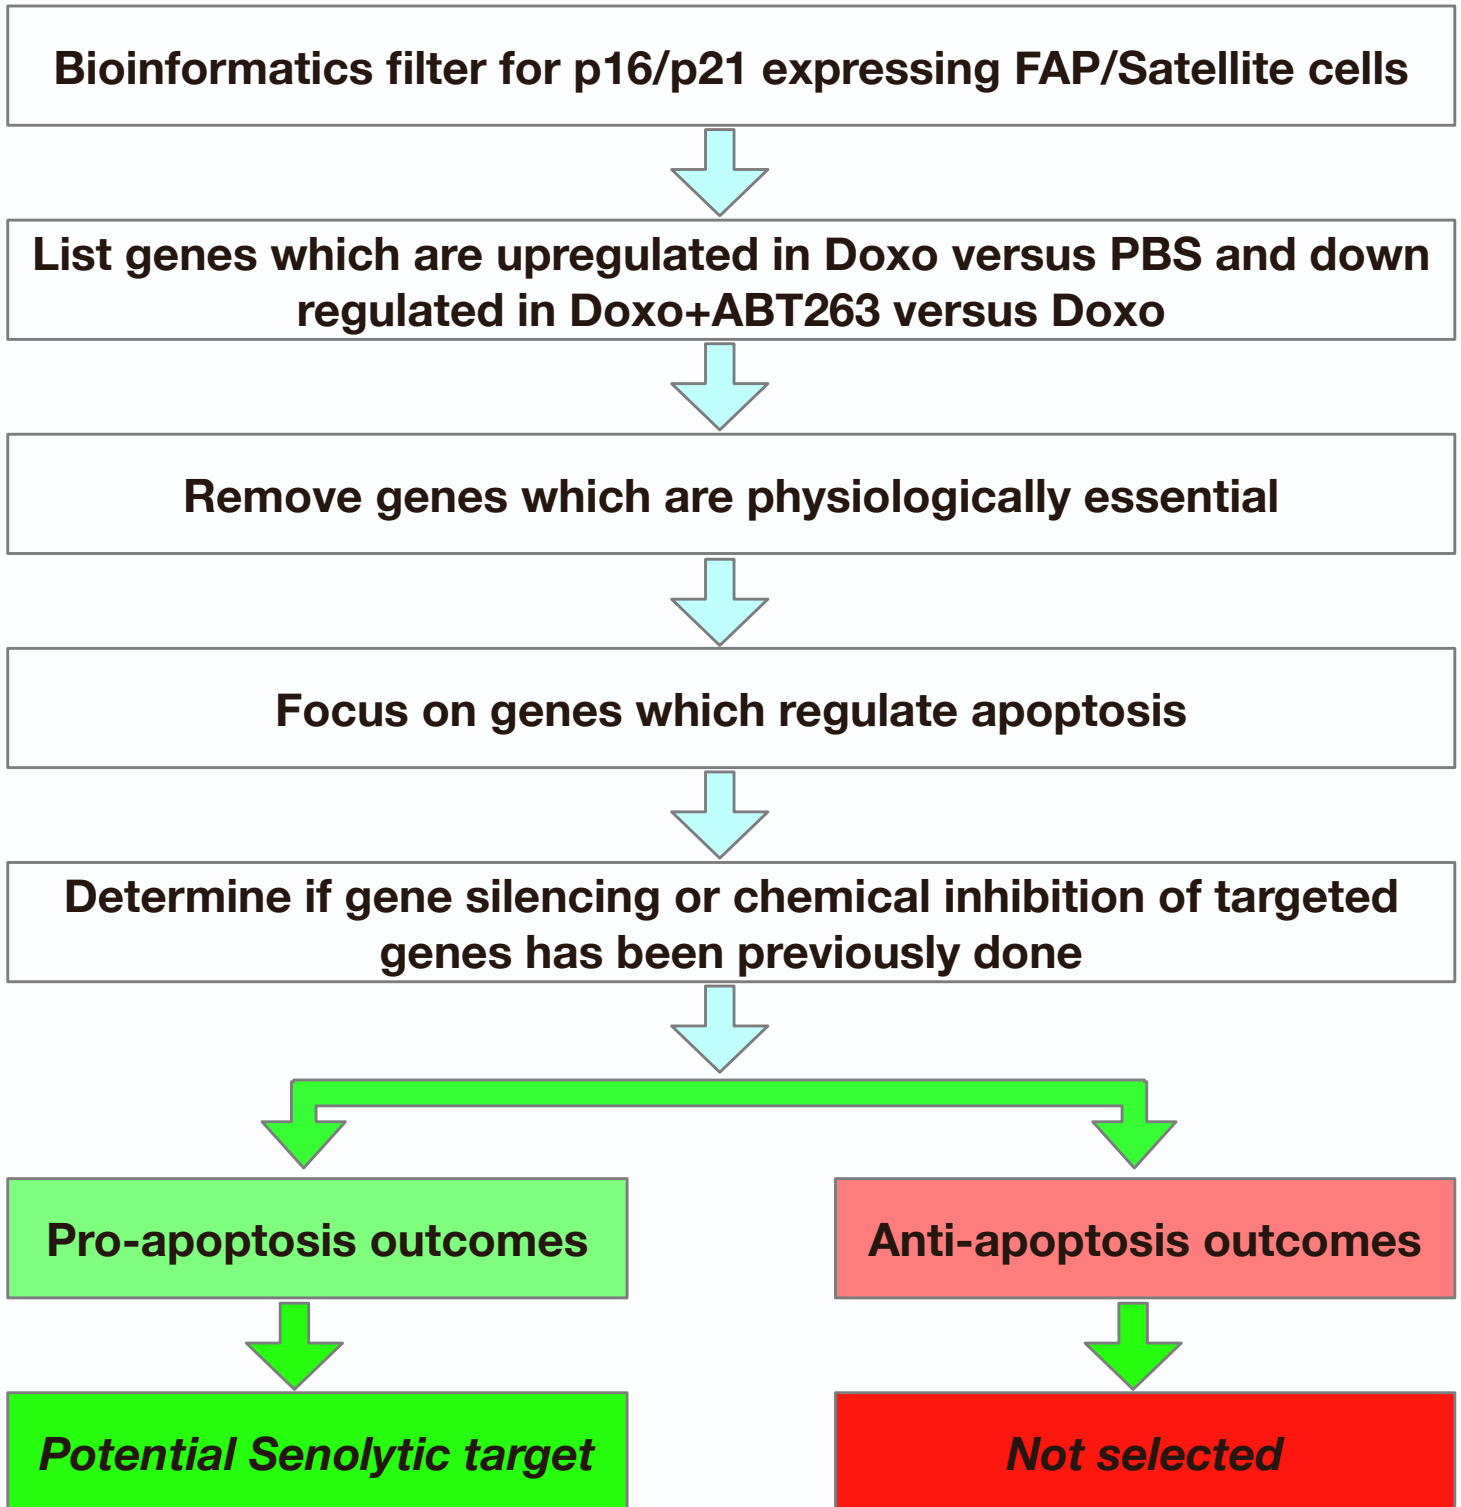 Bioinformatics filter for p16/p21 expressing FAP/Satellite cells
List genes which are upregulated in Doxo versus PBS and down
regulated in Doxo+ABT263 versus Doxo
Remove genes which are physiologically essential
Focus on genes which regulate apoptosis
Determine if gene silencing or chemical inhibition of targeted
genes has been previously done
Pro-apoptosis outcomes
Anti-apoptosis outcomes
Potential Senolytic target
Not selected